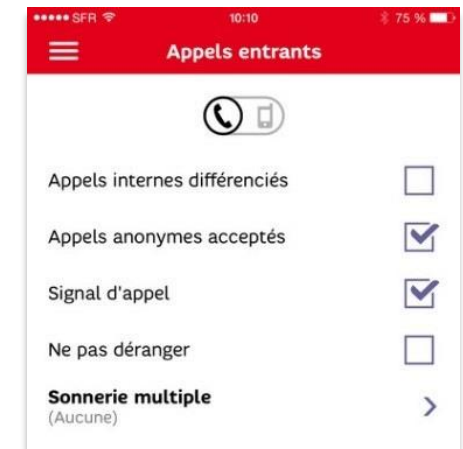 SFR 10:10 75 %
Appels entrants
Appels internes différenciés
Appels anonymes acceptés
Signal d'appel
Ne pas déranger
Sonnerie multiple
(Aucune)